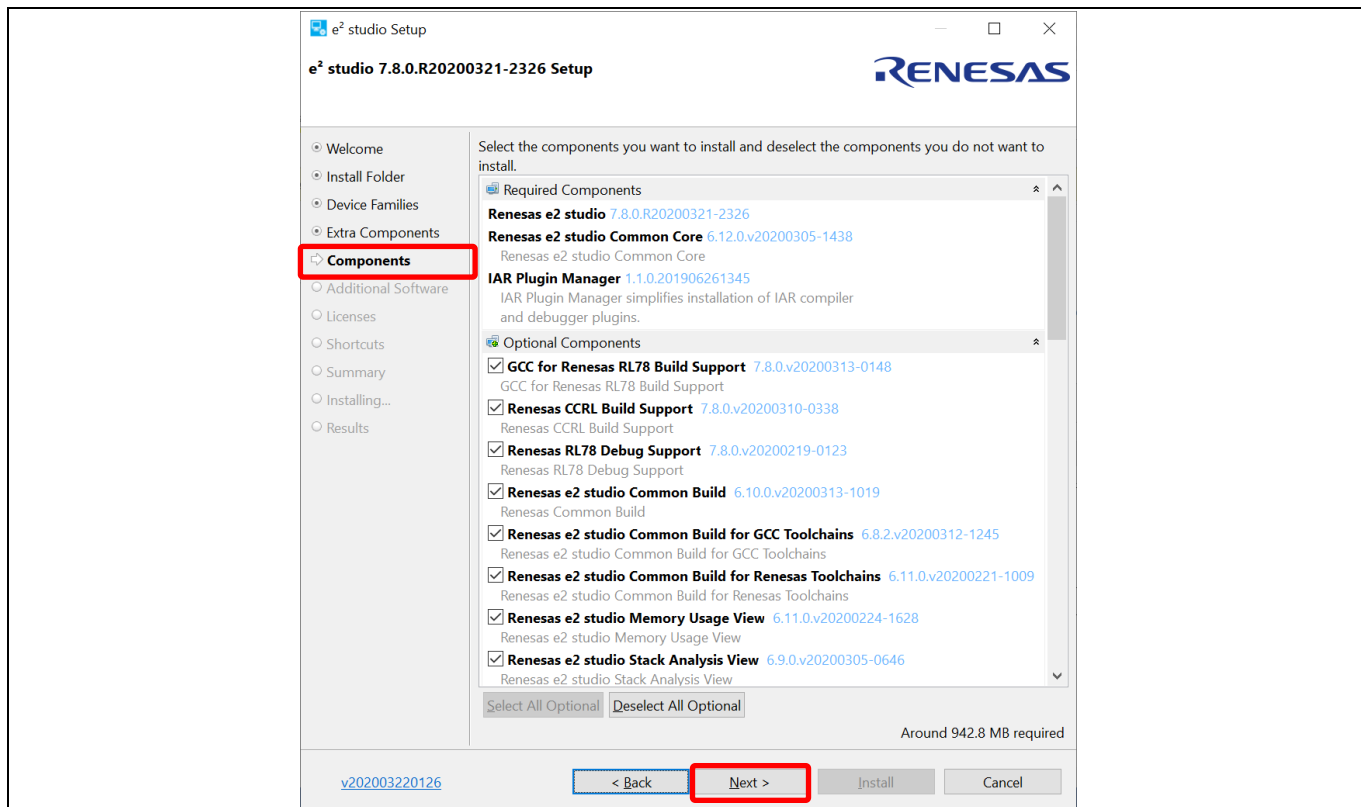 e² studio Setup
e² studio 7.8.0.R20200321-2326 Setup
RENESAS
Welcome
Install Folder
Device Families
Extra Components
Components
Additional Software
Licenses
Shortcuts
Summary
Installing...
Results
Select the components you want to install and deselect the components you do not want to
install.
Required Components
Renesas e2 studio 7.8.0.R20200321-2326
Renesas e2 studio Common Core 6.12.0.v20200305-1438
Renesas e2 studio Common Core
IAR Plugin Manager 1.1.0.201906261345
IAR Plugin Manager simplifies installation of IAR compiler
and debugger plugins.
Optional Components
GCC for Renesas RL78 Build Support 7.8.0.v20200313-0148
GCC for Renesas RL78 Build Support
Renesas CCRL Build Support 7.8.0.v20200310-0338
Renesas CCRL Build Support
Renesas RL78 Debug Support 7.8.0.v20200219-0123
Renesas RL78 Debug Support
Renesas e2 studio Common Build 6.10.0.v20200313-1019
Renesas Common Build
Renesas e2 studio Common Build for GCC Toolchains 6.8.2.v20200312-1245
Renesas e2 studio Common Build for GCC Toolchains
Renesas e2 studio Common Build for Renesas Toolchains 6.11.0.v20200221-1009
Renesas e2 studio Common Build for Renesas Toolchains
Renesas e2 studio Memory Usage View 6.11.0.v20200224-1628
Renesas e2 studio Memory Usage View
Renesas e2 studio Stack Analysis View 6.9.0.v20200305-0646
Renesas e2 studio Stack Analysis View
Select All Optional Deselect All Optional
Around 942.8 MB required
v202003220126 < Back Next > Install Cancel